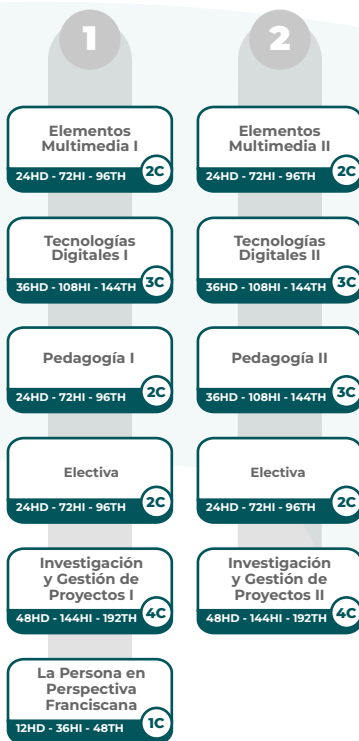 1
Elementos
Multimedia I
24HD - 72HI - 96TH 2C
Tecnologías
Digitales I
36HD - 108HI - 144TH 3C
Pedagogía I
24HD - 72HI - 96TH 2C
Electiva
24HD - 72HI - 96TH 2C
Investigación
y Gestión de
Proyectos I
48HD - 144HI - 192TH 4C
La Persona en
Perspectiva
Franciscana
12HD - 36HI - 48TH 1C
2
Elementos
Multimedia II
24HD - 72HI - 96TH 2C
Tecnologías
Digitales II
36HD - 108HI - 144TH 3C
Pedagogía II
36HD - 108HI - 144TH 3C
Electiva
24HD - 72HI - 96TH 2C
Investigación
y Gestión de
Proyectos II
48HD - 144HI - 192TH 4C